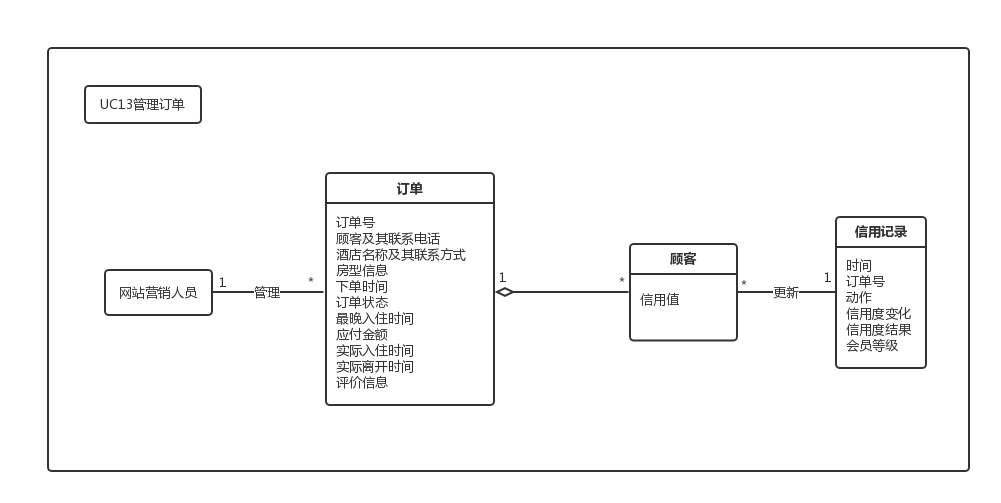 UC13管理订单
网站营销人员
1
管理
*
订单
订单号
顾客及其联系电话
酒店名称及其联系方式
房型信息
下单时间
订单状态
最晚入住时间
应付金额
实际入住时间
实际离开时间
评价信息
1
*
顾客
信用值
*
更新
1
信用记录
时间
订单号
动作
信用度变化
信用度结果
会员等级